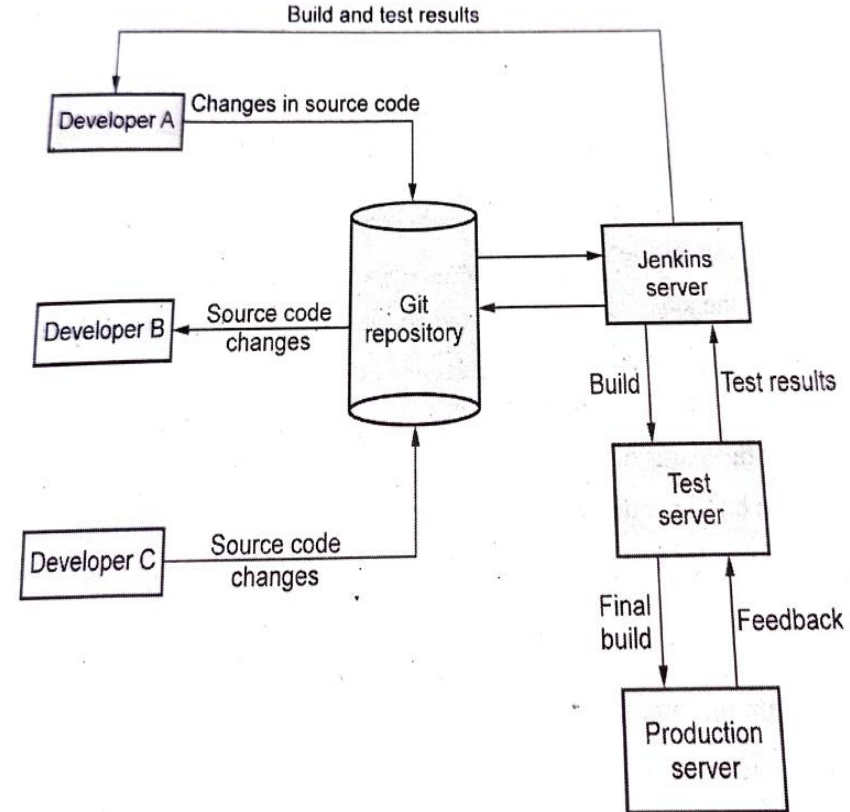 Build and test results
Developer A
Changes in source code
Jenkins
server
Git
repository
Developer B
Source code
changes
Build
Test results
Test
server
Developer C
Source code
changes
Final
build
Feedback
Production
server